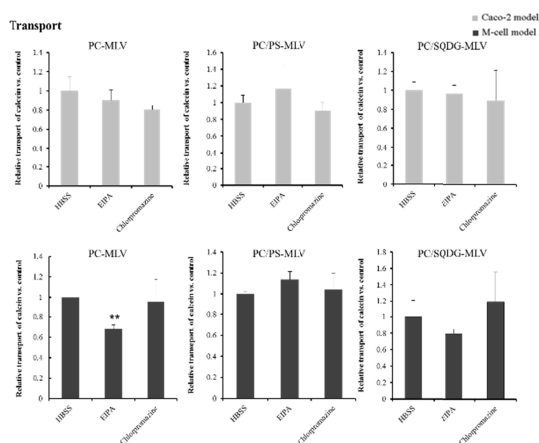 Caco-2 model
M-cell model
Transport
PC-MLV
PC/PS-MLV
PC/SQDG-MLV
Relative transport of calcein vs. control
1.4
1.2
1
0.8
0.6
0.4
0.2
0
HBSS
EIPA
Chlorpromazine
Relative transport of calcein vs. control
1.4
1.2
1
0.8
0.6
0.4
0.2
0
HBSS
EIPA
Chlorpromazine
Relative transport of calcein vs. control
1.4
1.2
1
0.8
0.6
0.4
0.2
0
HBSS
EIPA
Chlorpromazine
PC-MLV
PC/PS-MLV
PC/SQDG-MLV
Relative transport of calcein vs. control
1.4
1.2
1
0.8
0.6
0.4
0.2
0
**
HBSS
EIPA
Chlorpromazine
Relative transport of calcein vs. control
1.4
1.2
1
0.8
0.6
0.4
0.2
0
HBSS
EIPA
Chlorpromazine
Relative transport of calcein vs. control
1.8
1.6
1.4
1.2
1
0.8
0.6
0.4
0.2
0
HBSS
EIPA
Chlorpromazine